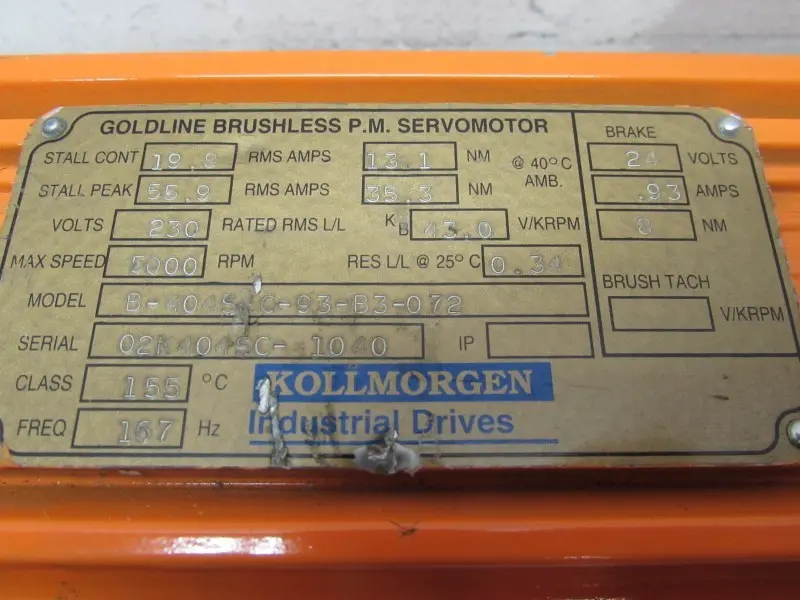 GOLDLINE BRUSHLESS P.M. SERVOMOTOR
STALL CONT 19.9 RMS AMPS 13.1 NM
STALL PEAK 55.9 RMS AMPS 35.3 NM
@ 40°C AMB.
VOLTS 230 RATED RMS L/L KB 43.0 V/KRPM
MAX SPEED RPM RES L/L @ 25°C 0.34
MODEL
SERIAL 1040 IP
CLASS 155 °C
FREQ 167 Hz
KOLLMORGEN
Industrial Drives
BRAKE
24 VOLTS
.93 AMPS
8 NM
BRUSH TACH
V/KRPM